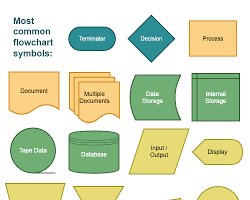 Most
common
flowchart
symbols:
Terminator
Decision
Process
Document
Multiple
Documents
Data
Storage
Internal
Storage
Tape Data
Database
Input /
Output
Display